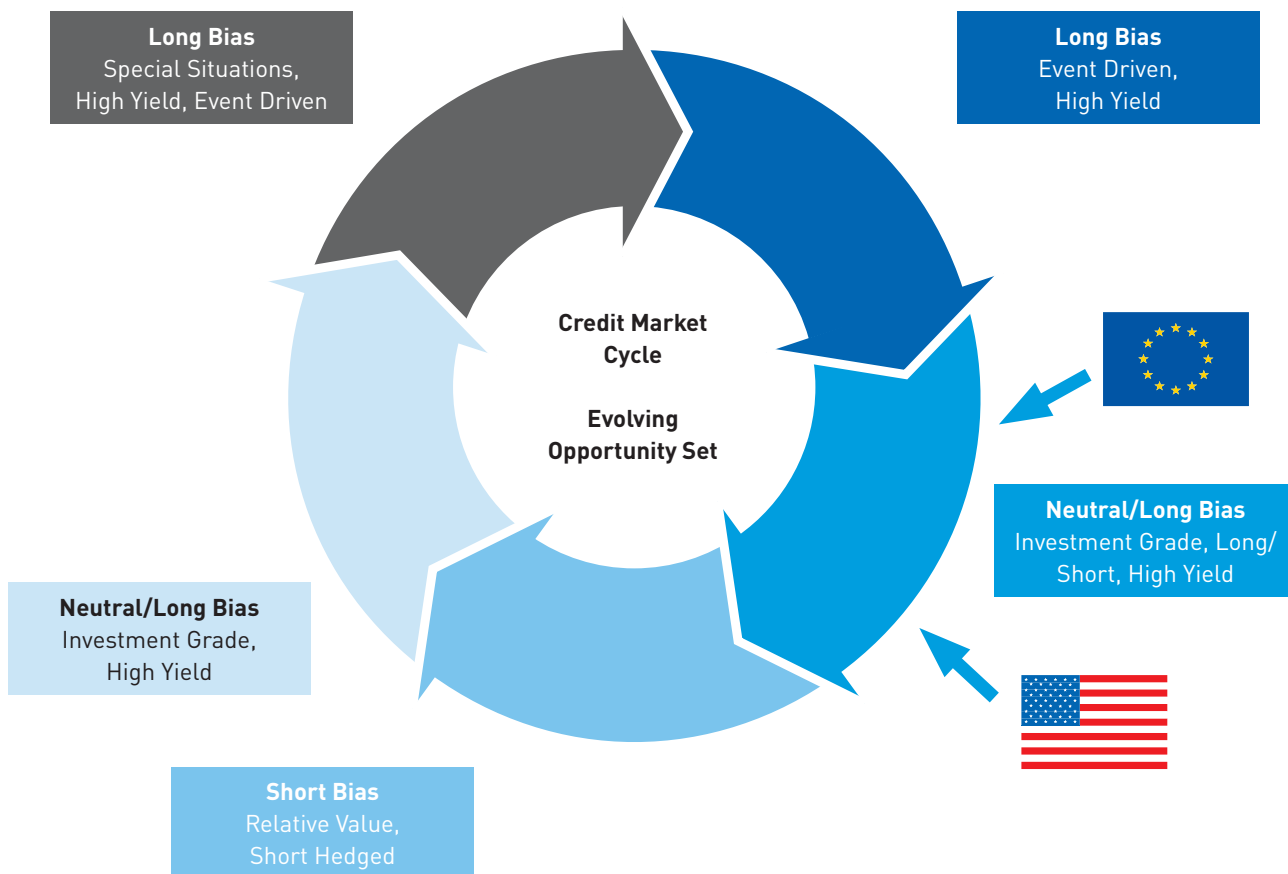 Long Bias
Special Situations,
High Yield, Event Driven
Long Bias
Event Driven,
High Yield
Credit Market
Cycle
Evolving
Opportunity Set
Neutral/Long Bias
Investment Grade, Long/
Short, High Yield
Neutral/Long Bias
Investment Grade,
High Yield
Short Bias
Relative Value,
Short Hedged